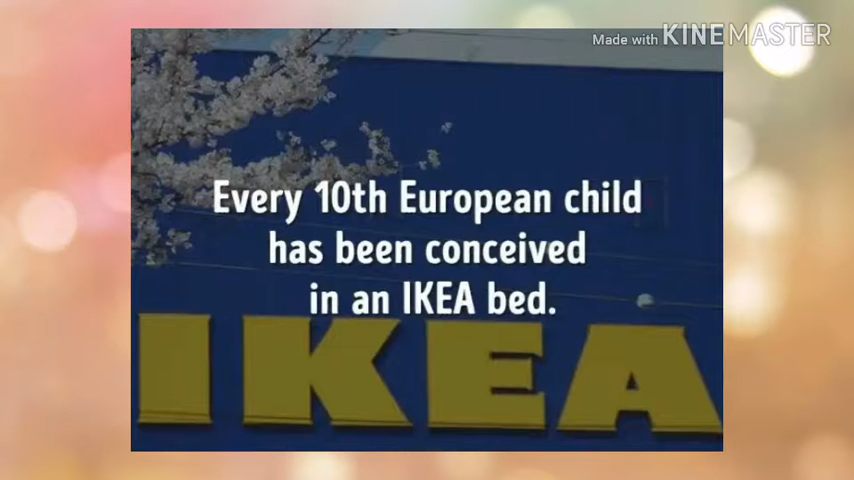 Made with KINEMASTER
Every 10th European child
has been conceived
in an IKEA bed.
IKEA